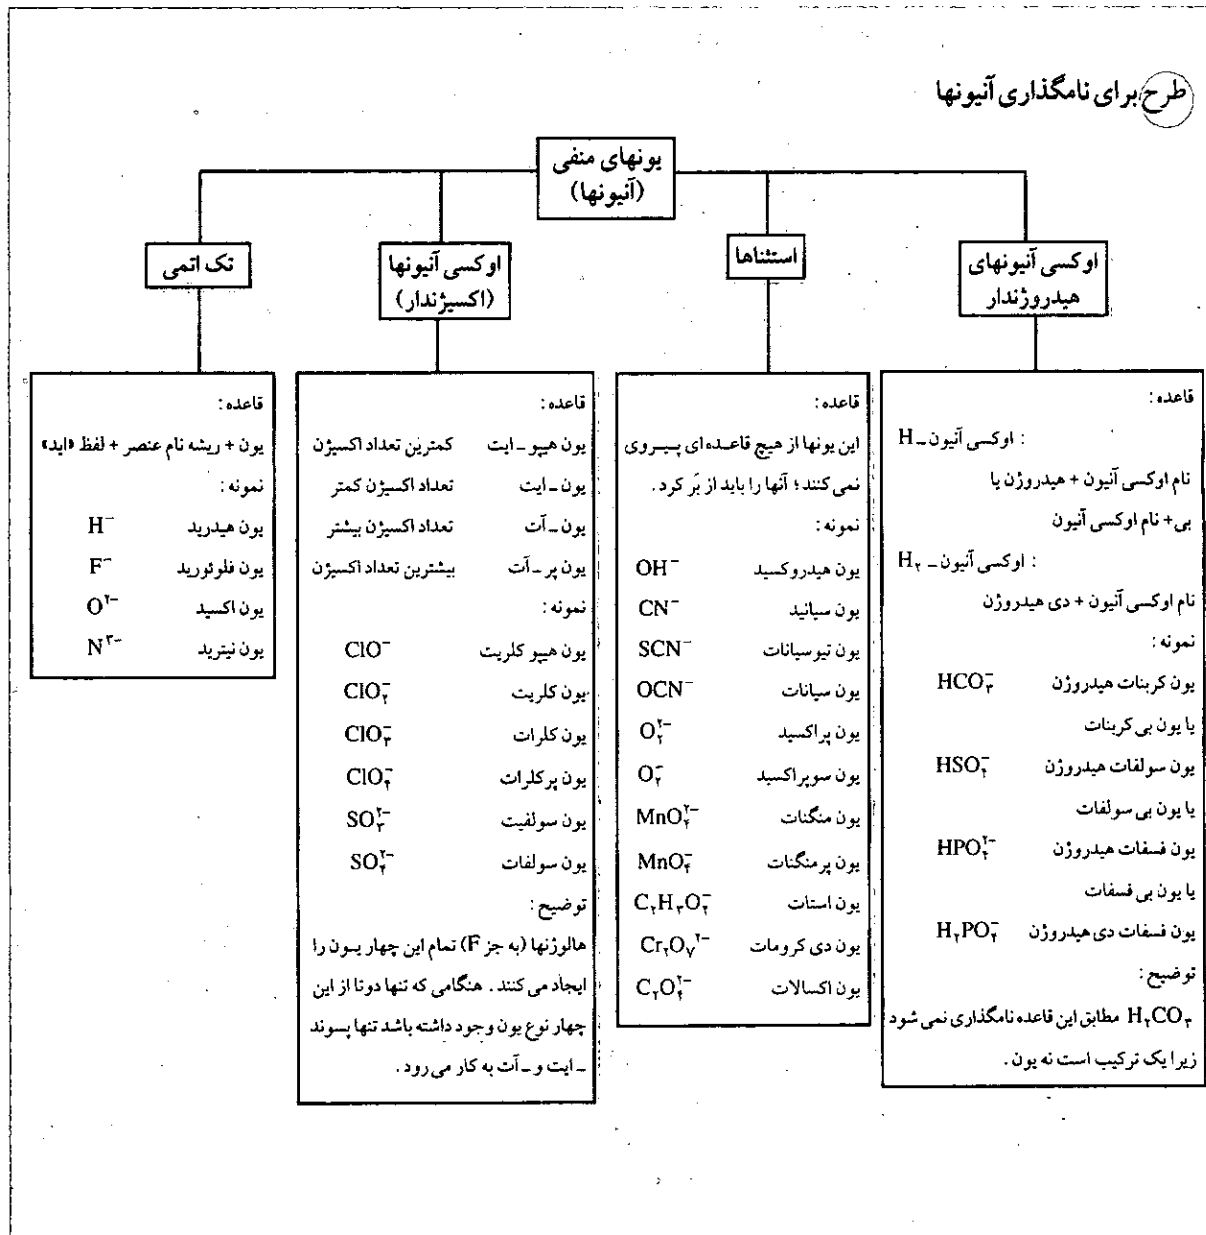 طرح برای نامگذاری آنیونها
یونهای منفی
(آنیونها)
اوکسی آنیونهای
هیدروژندار
استثناها
اوکسی آنیونها
(اکسیژندار)
تک اتمی
قاعده:
H ـ اوکسی آنیون :
نام اوکسی آنیون + هیدروژن یا
بی + نام اوکسی آنیون
H₂ ـ اوکسی آنیون :
نام اوکسی آنیون + دی هیدروژن
نمونه:
یون کربنات هیدروژن HCO₃⁻
یا یون بی کربنات
یون سولفات هیدروژن HSO₄⁻
یا یون بی سولفات
یون فسفات هیدروژن HPO₄²⁻
یا یون بی فسفات
یون فسفات دی هیدروژن H₂PO₄⁻
توضیح:
H₂CO₃ مطابق این قاعده نامگذاری نمی شود
زیرا یک ترکیب است نه یون.
قاعده:
این یونها از هیچ قاعده ای پیروی
نمی کنند؛ آنها را باید از بَر کرد.
نمونه:
یون هیدروکسید OH⁻
یون سیانید CN⁻
یون تیوسیانات SCN⁻
یون سیانات OCN⁻
یون پراکسید O₂²⁻
یون سوپراکسید O₂⁻
یون منگنات MnO₄²⁻
یون پرمنگنات MnO₄⁻
یون استات C₂H₃O₂⁻
یون دی کرومات Cr₂O₇²⁻
یون اکسالات C₂O₄²⁻
قاعده:
یون هیپو ـ ایت کمترین تعداد اکسیژن
یون ـ ایت تعداد اکسیژن کمتر
یون ـ آت تعداد اکسیژن بیشتر
یون پر ـ آت بیشترین تعداد اکسیژن
نمونه:
یون هیپو کلریت ClO⁻
یون کلریت ClO₂⁻
یون کلرات ClO₃⁻
یون پرکلرات ClO₄⁻
یون سولفیت SO₃²⁻
یون سولفات SO₄²⁻
توضیح:
هالوژنها (به جز F) تمام این چهار یون را
ایجاد می کنند. هنگامی که تنها دوتا از این
چهار نوع یون وجود داشته باشد تنها پسوند
ـ ایت و ـ آت به کار می رود.
قاعده:
یون + ریشه نام عنصر + لفظ «اید»
نمونه:
یون هیدرید H⁻
یون فلوئورید F⁻
یون اکسید O²⁻
یون نیترید N³⁻